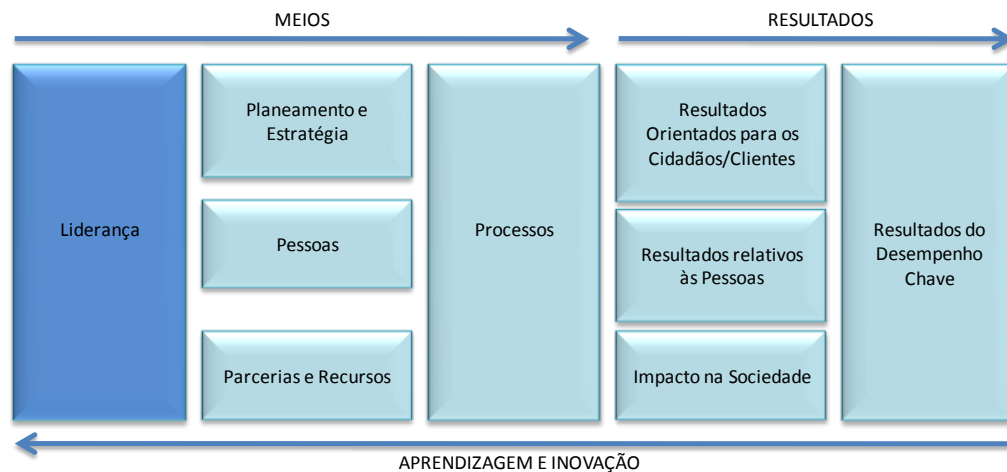 MEIOS
RESULTADOS
Liderança
Planeamento e
Estratégia
Pessoas
Parcerias e Recursos
Processos
Resultados
Orientados para os
Cidadãos/Clientes
Resultados relativos
às Pessoas
Impacto na Sociedade
Resultados do
Desempenho
Chave
APRENDIZAGEM E INOVAÇÃO